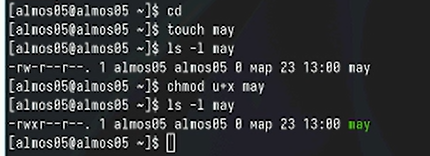 [almos05@almos05 ~]$ cd
[almos05@almos05 ~]$ touch may
[almos05@almos05 ~]$ ls -l may
-rw-r--r--. 1 almos05 almos05 0 мар 23 13:00 may
[almos05@almos05 ~]$ chmod u+x may
[almos05@almos05 ~]$ ls -l may
-rwxr--r--. 1 almos05 almos05 0 мар 23 13:00 may
[almos05@almos05 ~]$